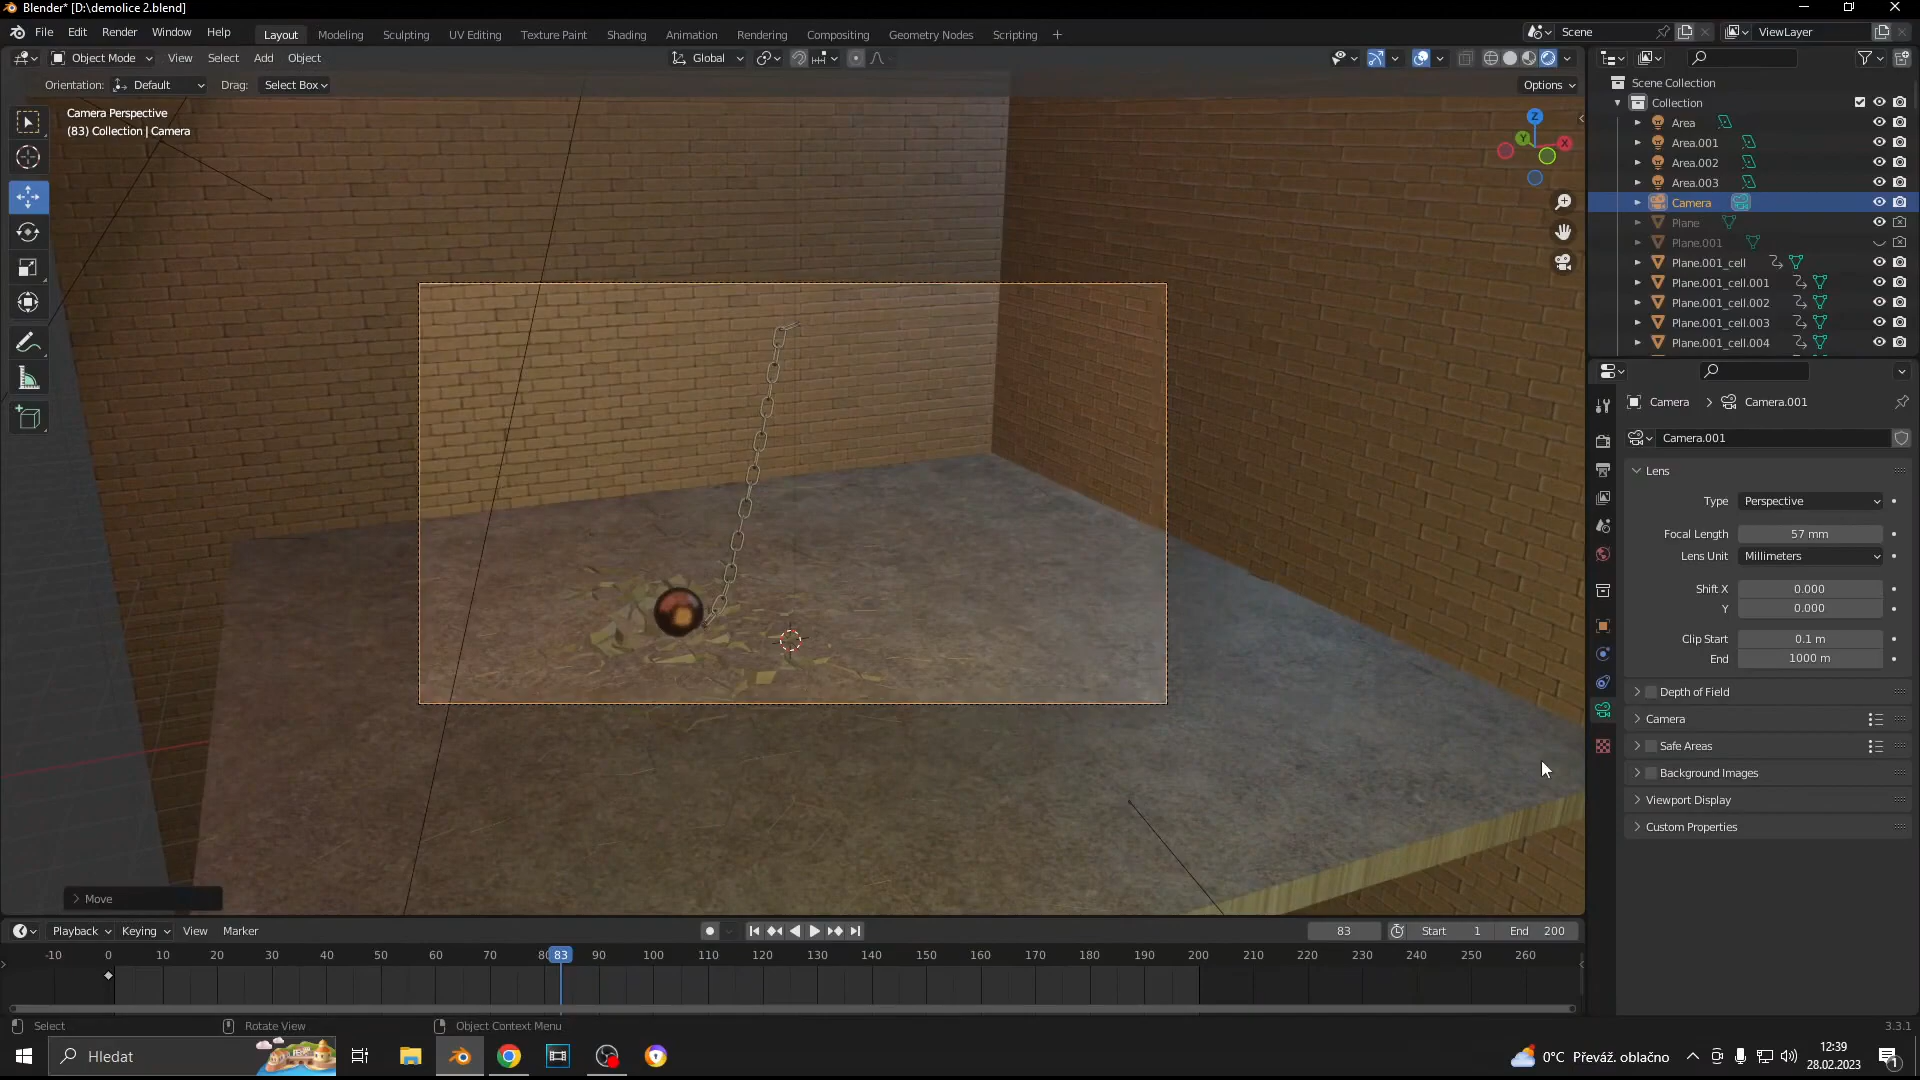 Blender* [D:\demolice 2.blend]
File Edit Render Window Help Layout Modeling Sculpting UV Editing Texture Paint Shading Animation Rendering Compositing Geometry Nodes Scripting + Scene ViewLayer
Object Mode View Select Add Object Global
Orientation: Default Drag: Select Box Options
Camera Perspective
(83) Collection | Camera
Z
Y
X
Scene Collection
Collection
Area
Area.001
Area.002
Area.003
Camera
Plane
Plane.001
Plane.001_cell
Plane.001_cell.001
Plane.001_cell.002
Plane.001_cell.003
Plane.001_cell.004
Camera > Camera.001
Camera.001
Lens
Type Perspective
Focal Length 57 mm
Lens Unit Millimeters
Shift X 0.000
Y 0.000
Clip Start 0.1 m
End 1000 m
Depth of Field
Camera
Safe Areas
Background Images
Viewport Display
Custom Properties
> Move
Playback Keying View Marker 83 Start 1 End 200
-10 0 10 20 30 40 50 60 70 80 83 90 100 110 120 130 140 150 160 170 180 190 200 210 220 230 240 250 260
Select Rotate View Object Context Menu 3.3.1
Hledat 0°C Převáž. oblačno 12:39
28.02.2023 1